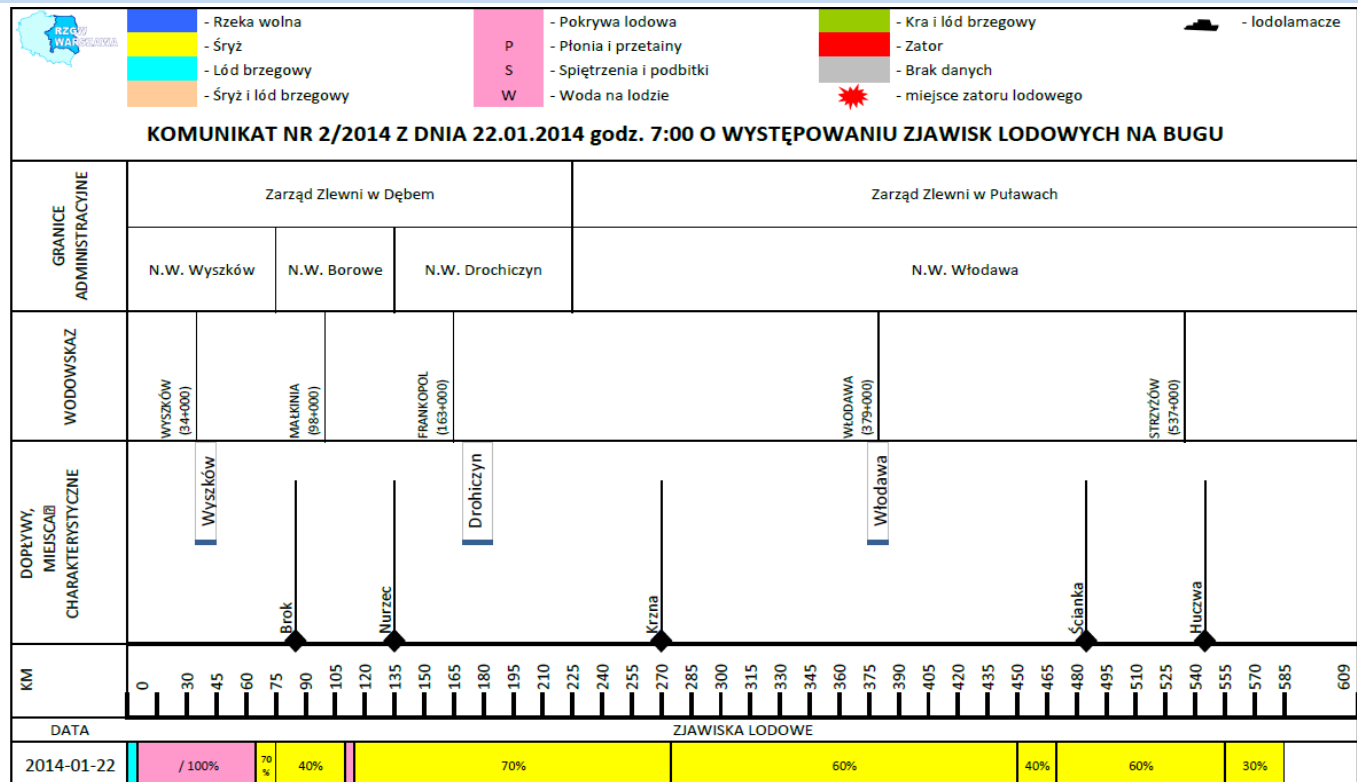 RZGW
WARSZAWA
- Rzeka wolna
- Śryż
- Lód brzegowy
- Śryż i lód brzegowy
- Pokrywa lodowa
P - Płonia i przetainy
S - Spiętrzenia i podbitki
W - Woda na lodzie
- Kra i lód brzegowy
- Zator
- Brak danych
- miejsce zatoru lodowego
- lodolamacze
KOMUNIKAT NR 2/2014 Z DNIA 22.01.2014 godz. 7:00 O WYSTĘPOWANIU ZJAWISK LODOWYCH NA BUGU
GRANICE
ADMINISTRACYJNE
Zarząd Zlewni w Dębem
Zarząd Zlewni w Puławach
N.W. Wyszków
N.W. Borowe
N.W. Drochiczyn
N.W. Włodawa
WODOWSKAZ
WYSZKÓW
(34+000)
MAŁKINIA
(98+000)
FRANKOPOL
(163+000)
WŁODAWA
(379+000)
STRZYŻÓW
(537+000)
DOPŁYWY,
MIEJSCA
CHARAKTERYSTYCZNE
Wyszków
Drohiczyn
Włodawa
Brok
Nurzec
Krzna
Ścianka
Huczwa
KM
0 30 45 60 75 90 105 120 135 150 165 180 195 210 225 240 255 270 285 300 315 330 345 360 375 390 405 420 435 450 465 480 495 510 525 540 555 570 585 609
DATA
ZJAWISKA LODOWE
2014-01-22
/ 100%
70
%
40%
70%
60%
40%
60%
30%